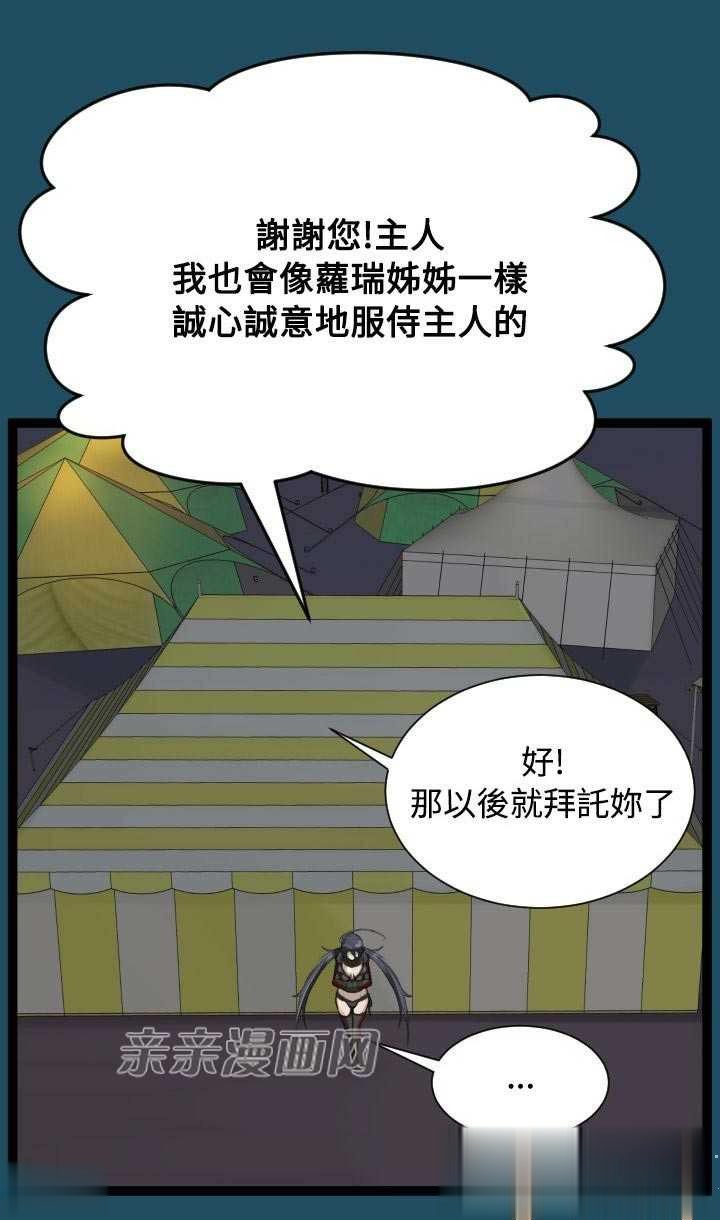 謝謝您!主人
我也會像蘿瑞姊姊一樣
誠心誠意地服侍主人的
好!
那以後就拜託妳了
亲亲漫画网
...